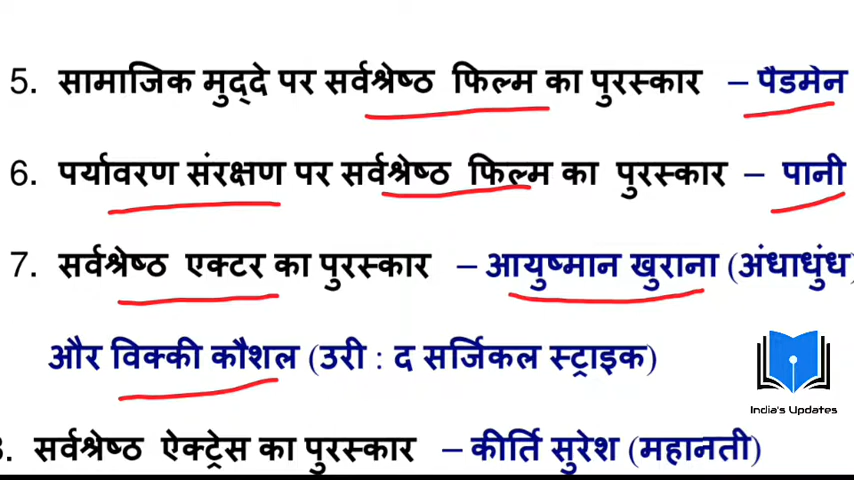 5. सामाजिक मुद्दे पर सर्वश्रेष्ठ फिल्म का पुरस्कार – पैडमेन
6. पर्यावरण संरक्षण पर सर्वश्रेष्ठ फिल्म का पुरस्कार – पानी
7. सर्वश्रेष्ठ एक्टर का पुरस्कार – आयुष्मान खुराना (अंधाधुंध
और विक्की कौशल (उरी : द सर्जिकल स्ट्राइक)
सर्वश्रेष्ठ ऐक्ट्रेस का पुरस्कार – कीर्ति सुरेश (महानती)
India's Updates